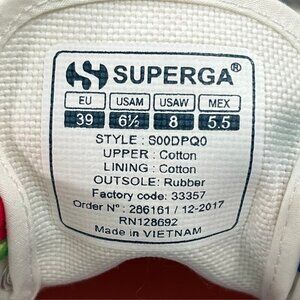 SUPERGA®
EU USAM USAW MEX
39 6½ 8 5.5
STYLE : S00DPQ0
UPPER : Cotton
LINING : Cotton
OUTSOLE: Rubber
Factory code: 33357
Order Nº : 286161 / 12-2017
RN128692
Made in VIETNAM